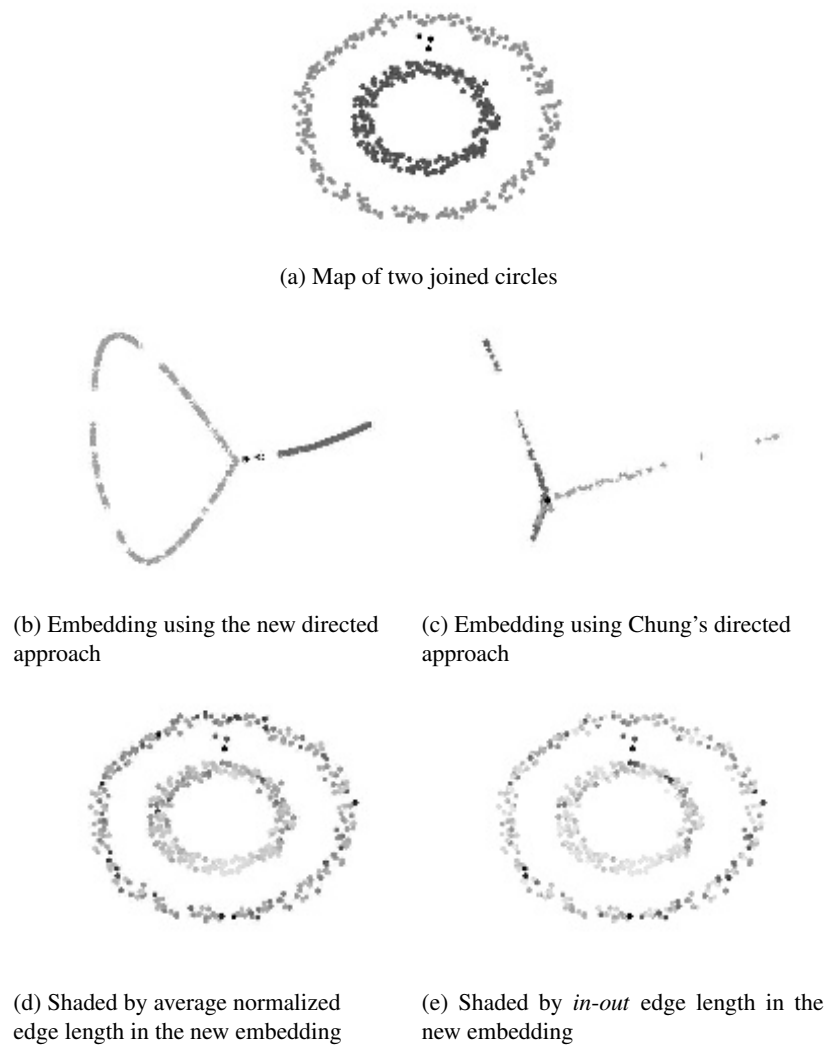 (a) Map of two joined circles
(b) Embedding using the new directed
approach
(c) Embedding using Chung's directed
approach
(d) Shaded by average normalized
edge length in the new embedding
(e) Shaded by in-out edge length in the
new embedding